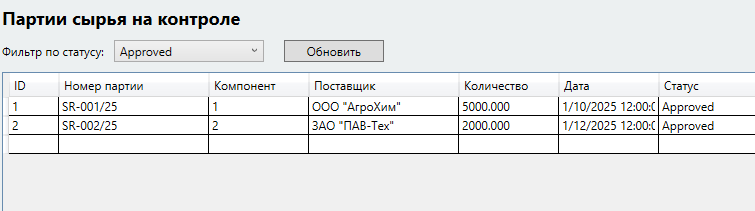 Партии сырья на контроле
Фильтр по статусу: Approved Обновить
ID Номер партии Компонент Поставщик Количество Дата Статус
1 SR-001/25 1 ООО "АгроХим" 5000.000 1/10/2025 12:00:0 Approved
2 SR-002/25 2 ЗАО "ПАВ-Тех" 2000.000 1/12/2025 12:00:0 Approved